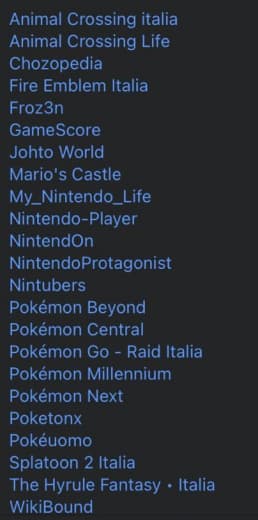 Animal Crossing italia
Animal Crossing Life
Chozopedia
Fire Emblem Italia
Froz3n
GameScore
Johto World
Mario's Castle
My_Nintendo_Life
Nintendo-Player
NintendOn
NintendoProtagonist
Nintubers
Pokémon Beyond
Pokémon Central
Pokémon Go - Raid Italia
Pokémon Millennium
Pokémon Next
Poketonx
Pokéuomo
Splatoon 2 Italia
The Hyrule Fantasy • Italia
WikiBound